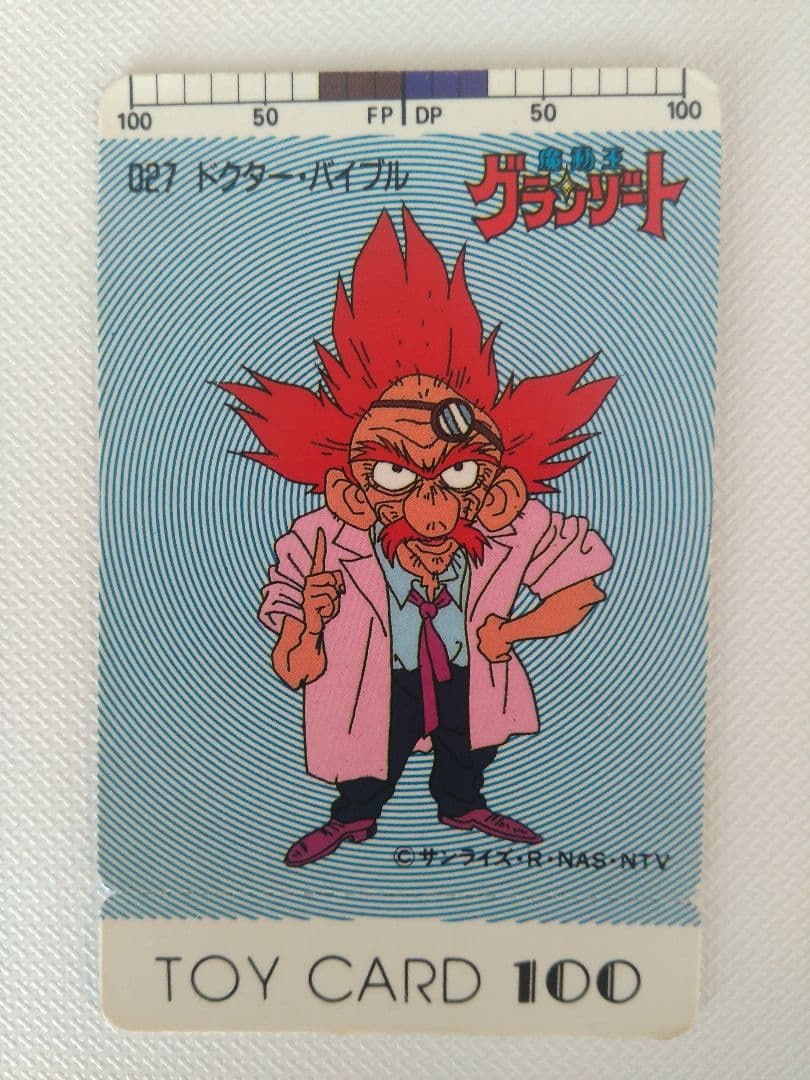 100 50 FP DP 50 100
027 ドクター・バイブル
魔動王
グランゾート
©サンライズ・R・NAS・NTV
TOY CARD 100